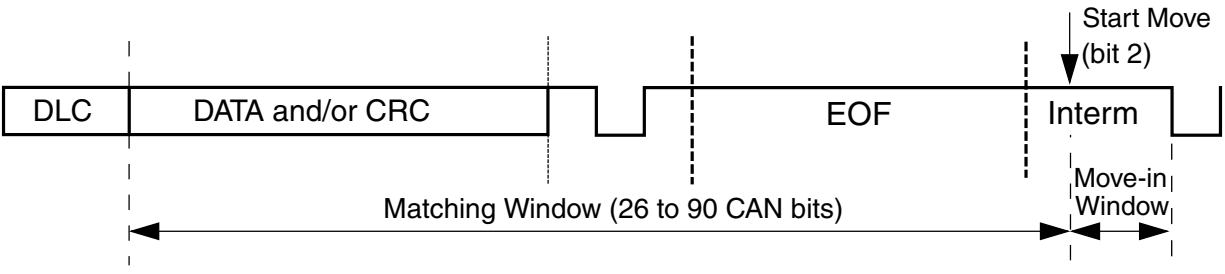 Start Move
(bit 2)
DLC
DATA and/or CRC
EOF
Interm
Move-in
Window
Matching Window (26 to 90 CAN bits)